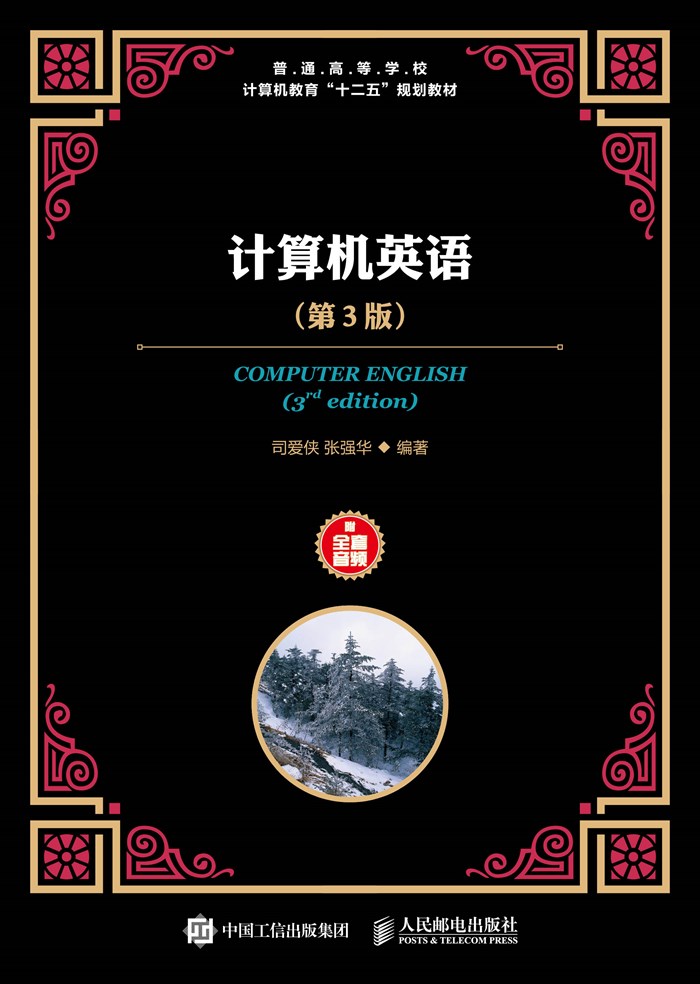 普.通.高.等.学.校
计算机教育“十二五”规划教材
计算机英语
（第3版）
COMPUTER ENGLISH
(3rd edition)
司爱侠 张强华 ◆ 编著
附
全套
音频
中国工信出版集团
人民邮电出版社
POSTS & TELECOM PRESS